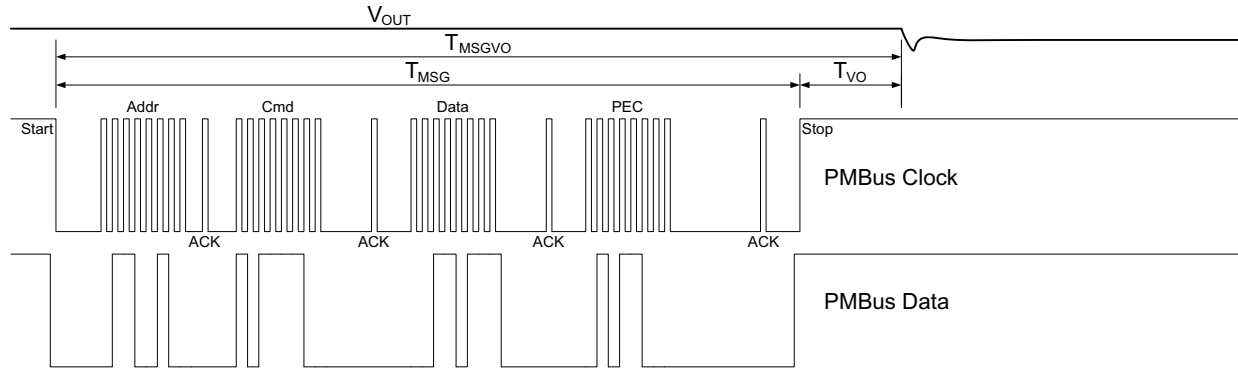 VOUT
TMSGVO
TMSG
TVO
Addr
Cmd
Data
PEC
Start
Stop
PMBus Clock
ACK
ACK
ACK
ACK
PMBus Data